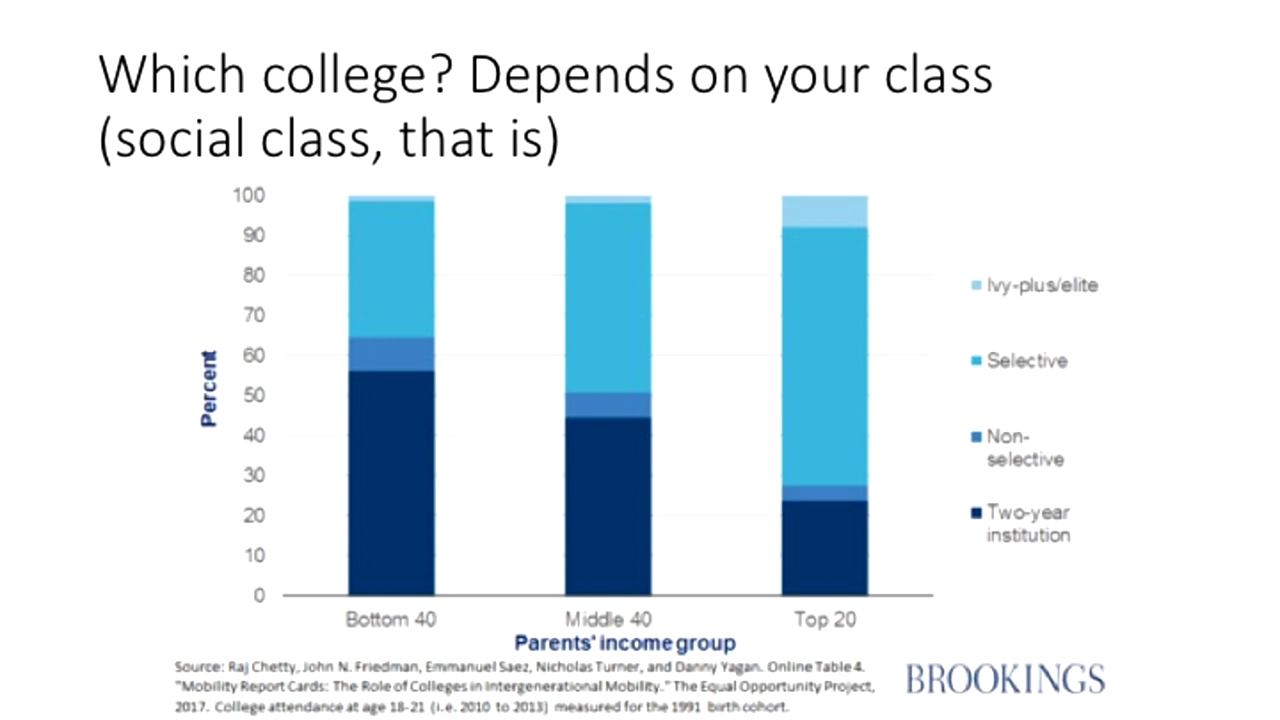 Which college? Depends on your class
(social class, that is)
100
90
80
70
60
50
40
30
20
10
0
Percent
Bottom 40
Middle 40
Top 20
Parents' income group
Ivy-plus/elite
Selective
Non-
selective
Two-year
institution
Source: Raj Chetty, John N. Friedman, Emmanuel Saez, Nicholas Turner, and Danny Yagan. Online Table 4.
"Mobility Report Cards: The Role of Colleges in Intergenerational Mobility." The Equal Opportunity Project,
2017. College attendance at age 18-21 (i.e. 2010 to 2013) measured for the 1991 birth cohort.
BROOKINGS